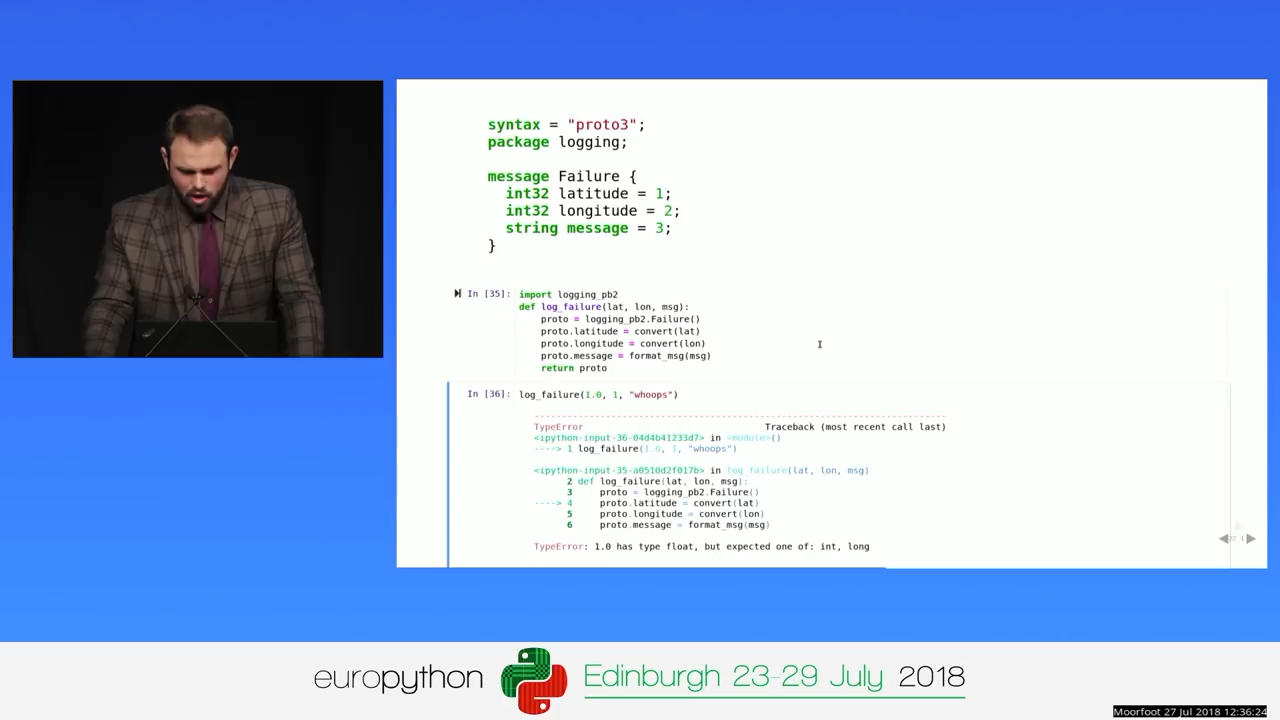 syntax = "proto3";
package logging;
message Failure {
int32 latitude = 1;
int32 longitude = 2;
string message = 3;
}
In [35]: import logging_pb2
def log_failure(lat, lon, msg):
proto = logging_pb2.Failure()
proto.latitude = convert(lat)
proto.longitude = convert(lon)
proto.message = format_msg(msg)
return proto
In [36]: log_failure(1.0, 1, "whoops")
---------------------------------------------------------------------------
TypeError Traceback (most recent call last)
<ipython-input-36-04d4b41233d7> in <module>()
----> 1 log_failure(1.0, 1, "whoops")
<ipython-input-35-a0510d2f017b> in log_failure(lat, lon, msg)
2 def log_failure(lat, lon, msg):
3 proto = logging_pb2.Failure()
----> 4 proto.latitude = convert(lat)
5 proto.longitude = convert(lon)
6 proto.message = format_msg(msg)
TypeError: 1.0 has type float, but expected one of: int, long
europython Edinburgh 23-29 July 2018
Moorfoot 27 Jul 2018 12:36:24